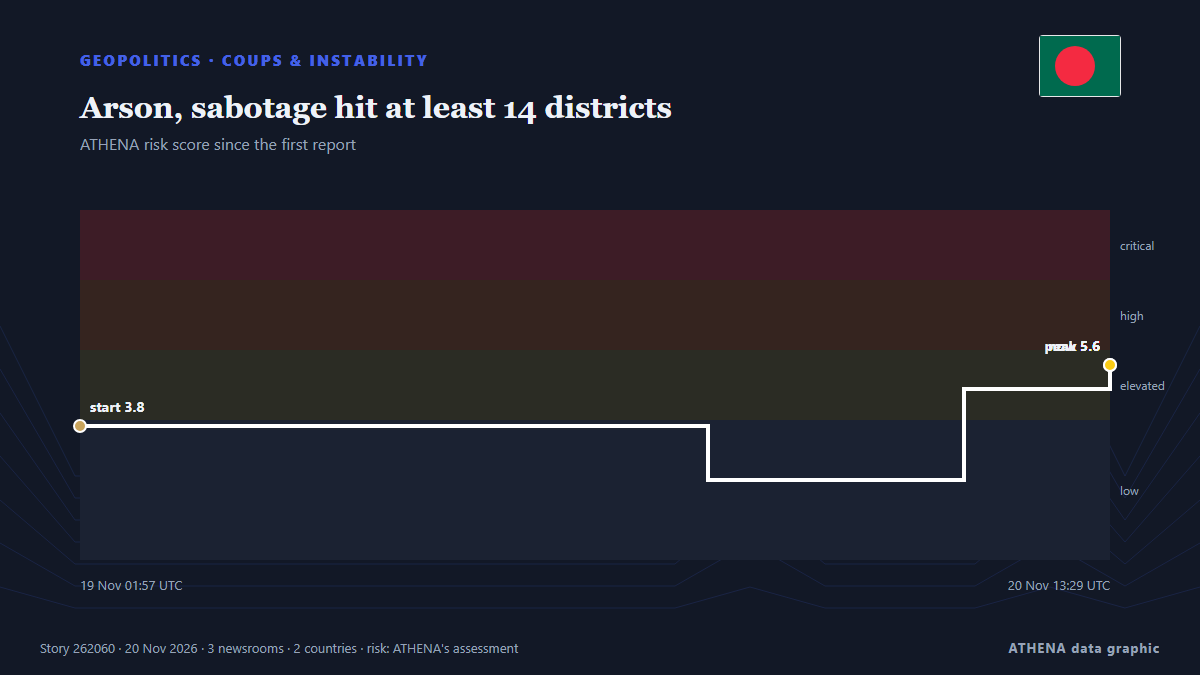 GEOPOLITICS · COUPS & INSTABILITY
Arson, sabotage hit at least 14 districts
ATHENA risk score since the first report
critical
high
5.6
elevated
start 3.8
low
19 Nov 01:57 UTC
20 Nov 13:29 UTC
Story 262060 · 20 Nov 2026 · 3 newsrooms · 2 countries · risk: ATHENA's assessment
ATHENA data graphic